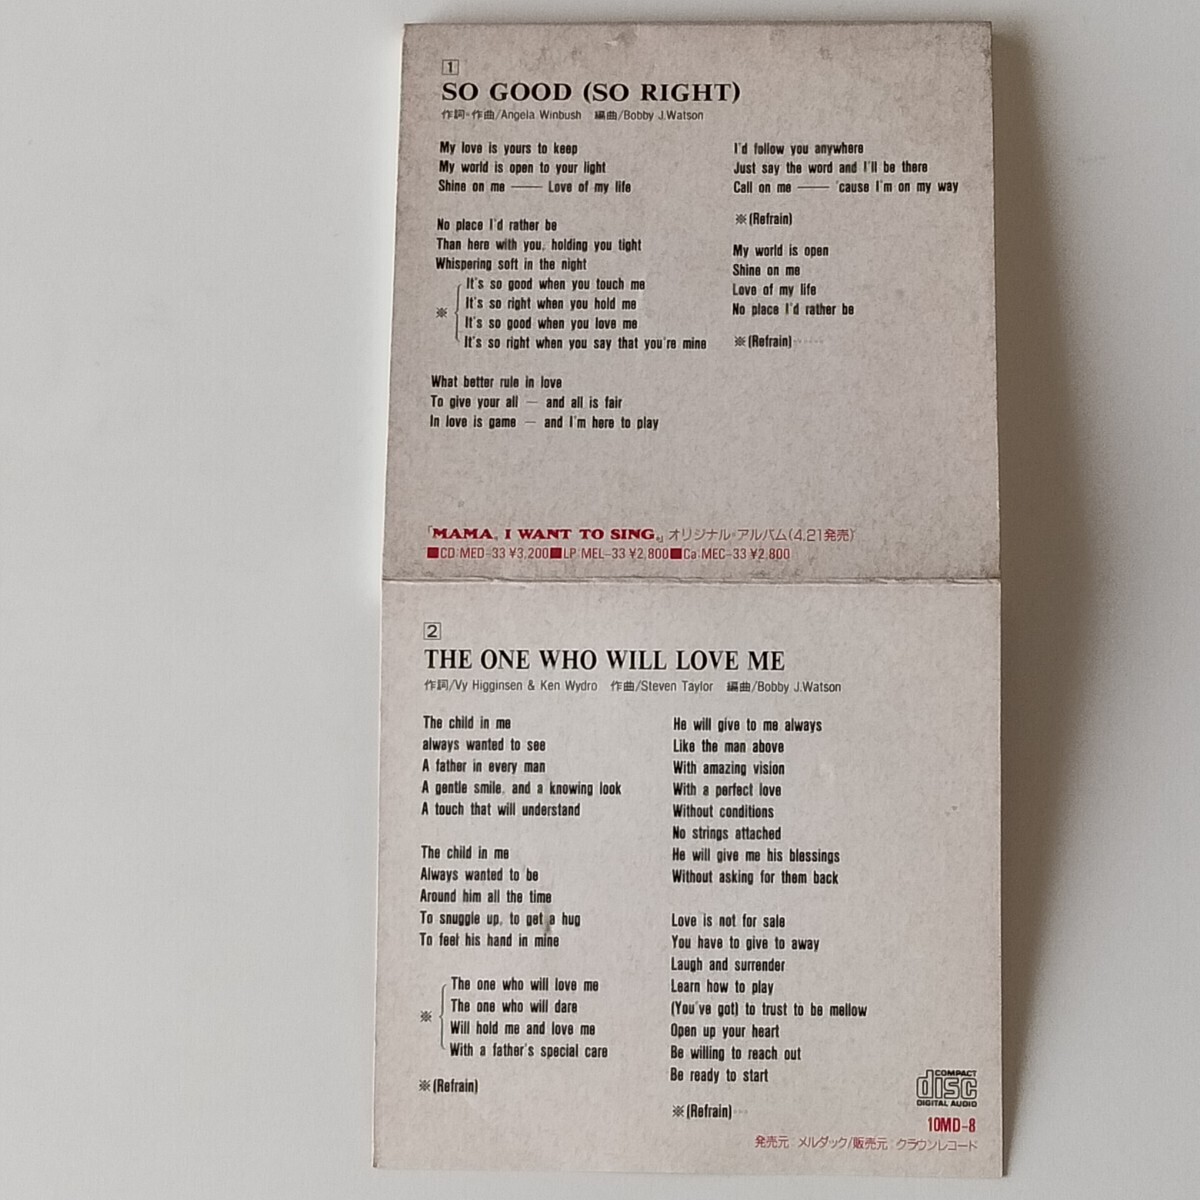 1
SO GOOD (SO RIGHT)
作詞・作曲/Angela Winbush 編曲/Bobby J.Watson
My love is yours to keep
My world is open to your light
Shine on me —— Love of my life
No place I'd rather be
Than here with you, holding you tight
Whispering soft in the night
※ It's so good when you touch me
It's so right when you hold me
It's so good when you love me
It's so right when you say that you're mine
What better rule in love
To give your all — and all is fair
In love is game — and I'm here to play
I'd follow you anywhere
Just say the word and I'll be there
Call on me —— 'cause I'm on my way
※(Refrain)
My world is open
Shine on me
Love of my life
No place I'd rather be
※(Refrain)……
「MAMA, I WANT TO SING。」オリジナル・アルバム(4.21発売)
■CD:MED-33 ¥3,200■LP:MEL-33 ¥2,800■Ca:MEC-33 ¥2,800
2
THE ONE WHO WILL LOVE ME
作詞/Vy Higginsen & Ken Wydro 作曲/Steven Taylor 編曲/Bobby J.Watson
The child in me
always wanted to see
A father in every man
A gentle smile, and a knowing look
A touch that will understand
The child in me
Always wanted to be
Around him all the time
To snuggle up, to get a hug
To feel his hand in mine
※ The one who will love me
The one who will dare
Will hold me and love me
With a father's special care
※(Refrain)
He will give to me always
Like the man above
With amazing vision
With a perfect love
Without conditions
No strings attached
He will give me his blessings
Without asking for them back
Love is not for sale
You have to give to away
Laugh and surrender
Learn how to play
(You've got) to trust to be mellow
Open up your heart
Be willing to reach out
Be ready to start
※(Refrain)…
COMPACT
disc
DIGITAL AUDIO
10MD-8
発売元 メルダック/販売元 クラウンレコード